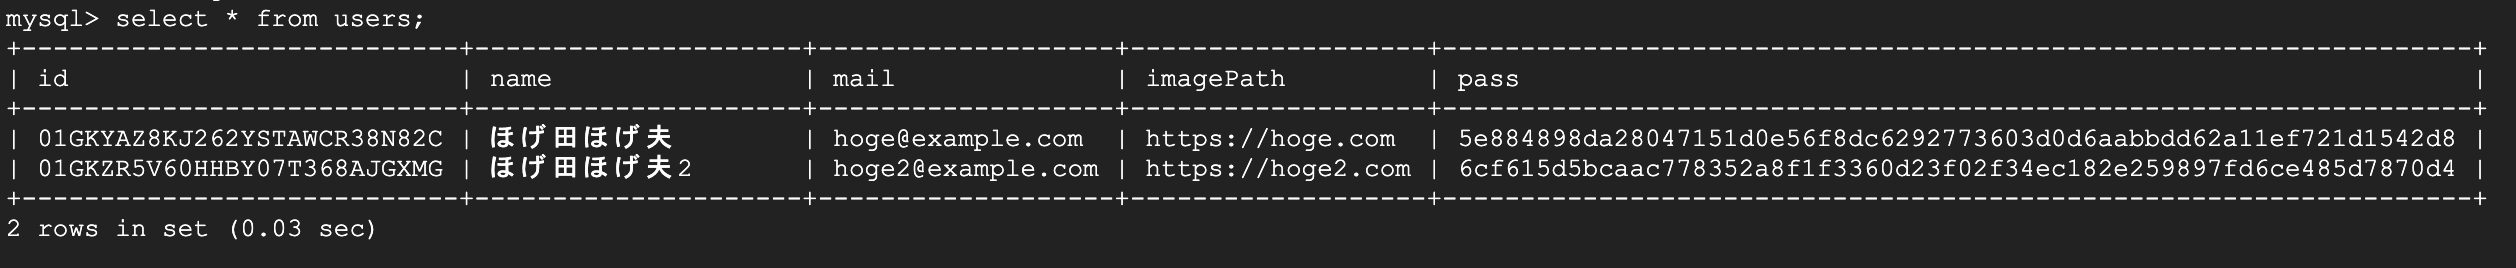 mysql> select * from users;
+----------------------------+---------------------+-------------------+-------------------+------------------------------------------------------------------+
| id                         | name                | mail              | imagePath         | pass                                                             |
+----------------------------+---------------------+-------------------+-------------------+------------------------------------------------------------------+
| 01GKYAZ8KJ262YSTAWCR38N82C | ほげ田ほげ夫        | hoge@example.com  | https://hoge.com  | 5e884898da28047151d0e56f8dc6292773603d0d6aabbdd62a11ef721d1542d8 |
| 01GKZR5V60HHBY07T368AJGXMG | ほげ田ほげ夫2       | hoge2@example.com | https://hoge2.com | 6cf615d5bcaac778352a8f1f3360d23f02f34ec182e259897fd6ce485d7870d4 |
+----------------------------+---------------------+-------------------+-------------------+------------------------------------------------------------------+
2 rows in set (0.03 sec)